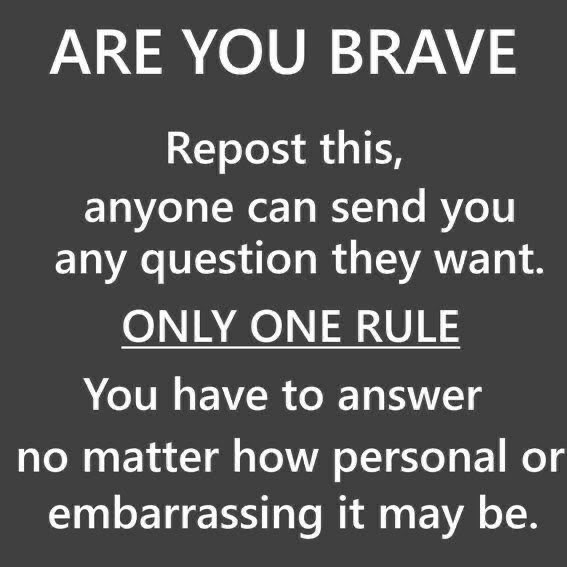 ARE YOU BRAVE
Repost this,
anyone can send you
any question they want.
ONLY ONE RULE
You have to answer
no matter how personal or
embarrassing it may be.